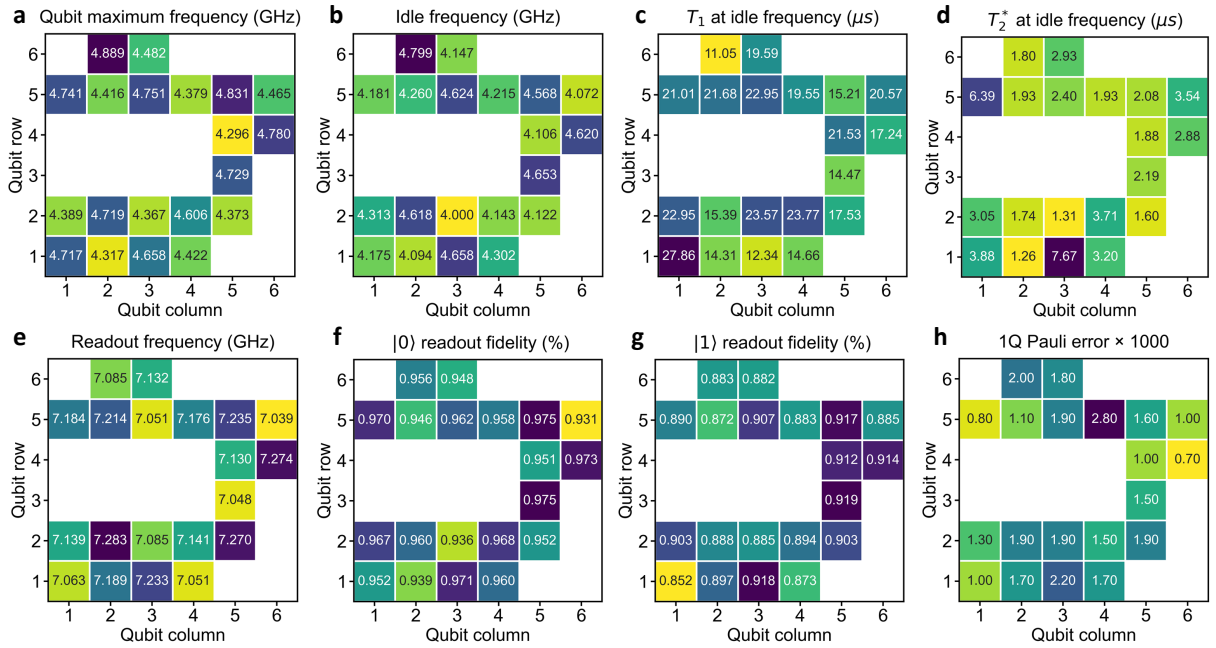 a Qubit maximum frequency (GHz)
6 4.889 4.482
5 4.741 4.416 4.751 4.379 4.831 4.465
4 4.296 4.780
3 4.729
2 4.389 4.719 4.367 4.606 4.373
1 4.717 4.317 4.658 4.422
1 2 3 4 5 6
Qubit column
Qubit row
b Idle frequency (GHz)
6 4.799 4.147
5 4.181 4.260 4.624 4.215 4.568 4.072
4 4.106 4.620
3 4.653
2 4.313 4.618 4.000 4.143 4.122
1 4.175 4.094 4.658 4.302
1 2 3 4 5 6
Qubit column
Qubit row
c T₁ at idle frequency (μs)
6 11.05 19.59
5 21.01 21.68 22.95 19.55 15.21 20.57
4 21.53 17.24
3 14.47
2 22.95 15.39 23.57 23.77 17.53
1 27.86 14.31 12.34 14.66
1 2 3 4 5 6
Qubit column
Qubit row
d T₂* at idle frequency (μs)
6 1.80 2.93
5 6.39 1.93 2.40 1.93 2.08 3.54
4 1.88 2.88
3 2.19
2 3.05 1.74 1.31 3.71 1.60
1 3.88 1.26 7.67 3.20
1 2 3 4 5 6
Qubit column
Qubit row
e Readout frequency (GHz)
6 7.085 7.132
5 7.184 7.214 7.051 7.176 7.235 7.039
4 7.130 7.274
3 7.048
2 7.139 7.283 7.085 7.141 7.270
1 7.063 7.189 7.233 7.051
1 2 3 4 5 6
Qubit column
Qubit row
f |0⟩ readout fidelity (%)
6 0.956 0.948
5 0.970 0.946 0.962 0.958 0.975 0.931
4 0.951 0.973
3 0.975
2 0.967 0.960 0.936 0.968 0.952
1 0.952 0.939 0.971 0.960
1 2 3 4 5 6
Qubit column
Qubit row
g |1⟩ readout fidelity (%)
6 0.883 0.882
5 0.890 0.872 0.907 0.883 0.917 0.885
4 0.912 0.914
3 0.919
2 0.903 0.888 0.885 0.894 0.903
1 0.852 0.897 0.918 0.873
1 2 3 4 5 6
Qubit column
Qubit row
h 1Q Pauli error × 1000
6 2.00 1.80
5 0.80 1.10 1.90 2.80 1.60 1.00
4 1.00 0.70
3 1.50
2 1.30 1.90 1.90 1.50 1.90
1 1.00 1.70 2.20 1.70
1 2 3 4 5 6
Qubit column
Qubit row